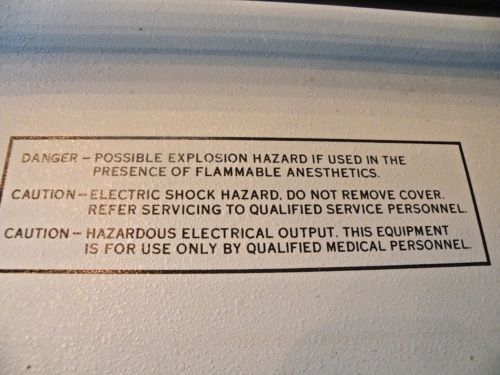 DANGER – POSSIBLE EXPLOSION HAZARD IF USED IN THE
PRESENCE OF FLAMMABLE ANESTHETICS.
CAUTION – ELECTRIC SHOCK HAZARD. DO NOT REMOVE COVER.
REFER SERVICING TO QUALIFIED SERVICE PERSONNEL.
CAUTION – HAZARDOUS ELECTRICAL OUTPUT. THIS EQUIPMENT
IS FOR USE ONLY BY QUALIFIED MEDICAL PERSONNEL.